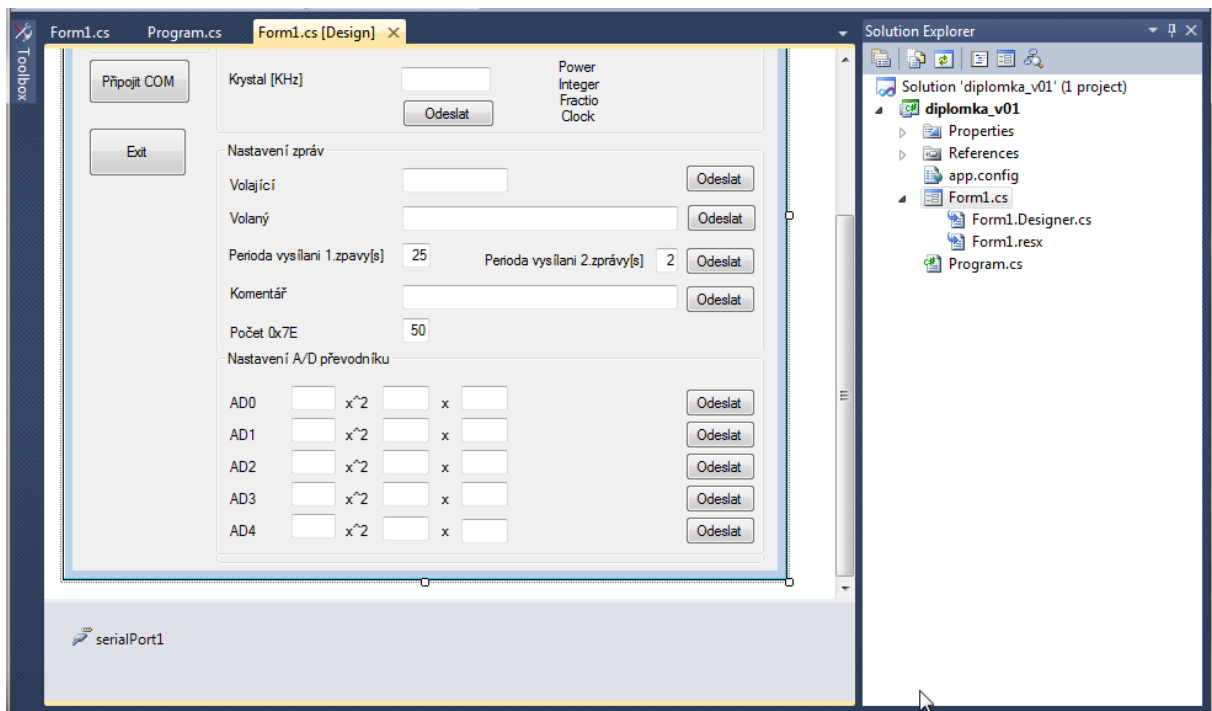 Form1.cs Program.cs Form1.cs [Design]
Toolbox
Připojit COM
Exit
Krystal [KHz]
Odeslat
Power
Integer
Fractio
Clock
Nastavení zpráv
Volající Odeslat
Volaný Odeslat
Perioda vysílani 1.zpavy[s] 25 Perioda vysílani 2.zprávy[s] 2 Odeslat
Komentář Odeslat
Počet 0x7E 50
Nastavení A/D převodníku
AD0 x^2 x Odeslat
AD1 x^2 x Odeslat
AD2 x^2 x Odeslat
AD3 x^2 x Odeslat
AD4 x^2 x Odeslat
serialPort1
Solution Explorer
Solution 'diplomka_v01' (1 project)
diplomka_v01
Properties
References
app.config
Form1.cs
Form1.Designer.cs
Form1.resx
Program.cs